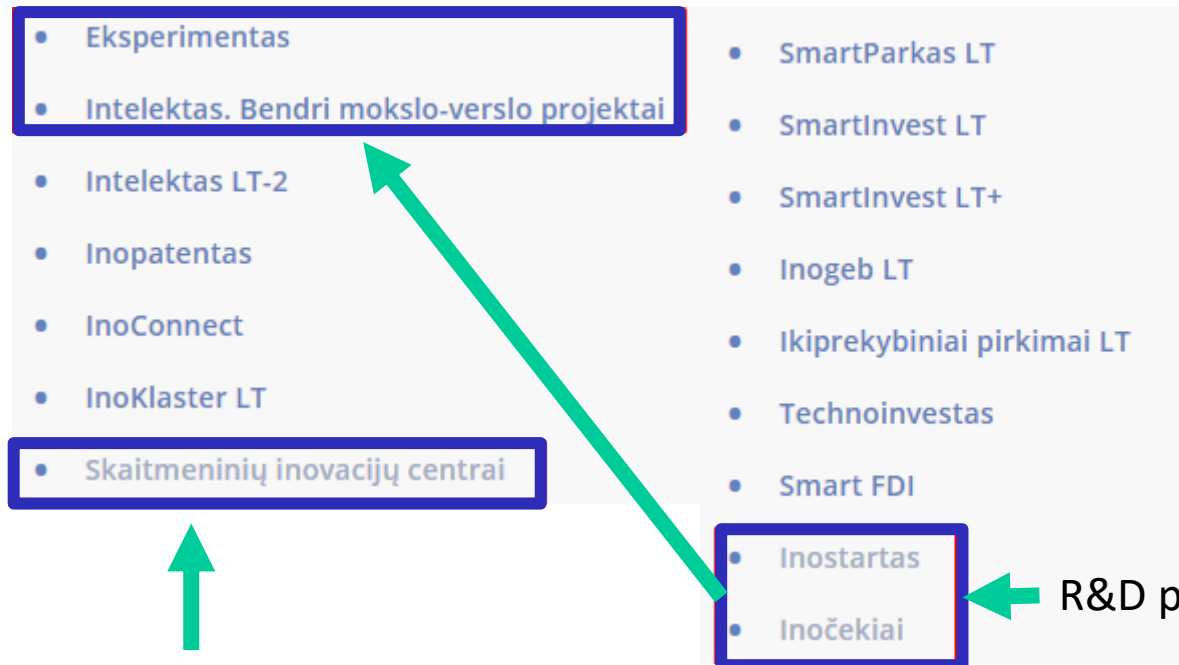 • Eksperimentas
• Intelektas. Bendri mokslo-verslo projektai
• Intelektas LT-2
• Inopatentas
• InoConnect
• InoKlaster LT
• Skaitmeninių inovacijų centrai
• SmartParkas LT
• SmartInvest LT
• SmartInvest LT+
• Inogeb LT
• Ikiprekybiniai pirkimai LT
• Technoinvestas
• Smart FDI
• Inostartas
• Inočekiai
R&D p